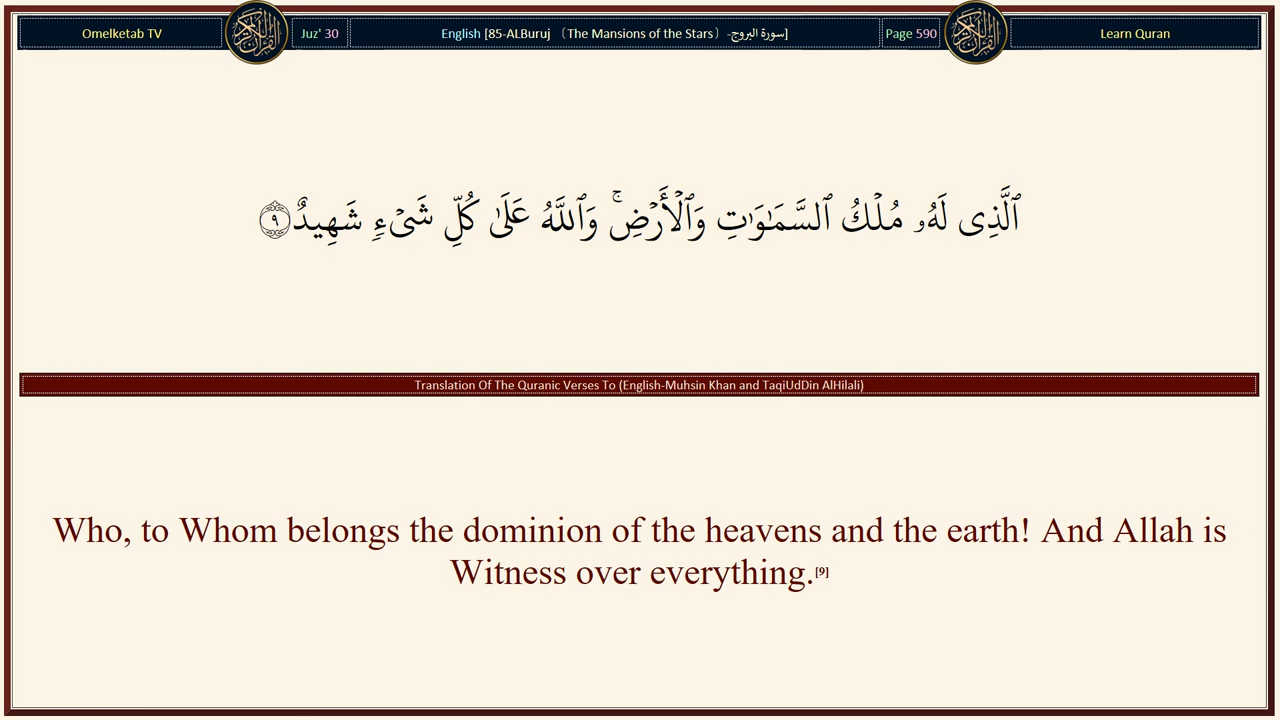 Omelketab TV
Juz' 30
English [85-ALBuruj （The Mansions of the Stars） -سورة البروج]
Page 590
Learn Quran
ٱلَّذِى لَهُۥ مُلْكُ ٱلسَّمَـٰوَٰتِ وَٱلْأَرْضِ ۚ وَٱللَّهُ عَلَىٰ كُلِّ شَىْءٍۢ شَهِيدٌ ٩
Translation Of The Quranic Verses To (English-Muhsin Khan and TaqiUdDin AlHilali)
Who, to Whom belongs the dominion of the heavens and the earth! And Allah is
Witness over everything.[9]